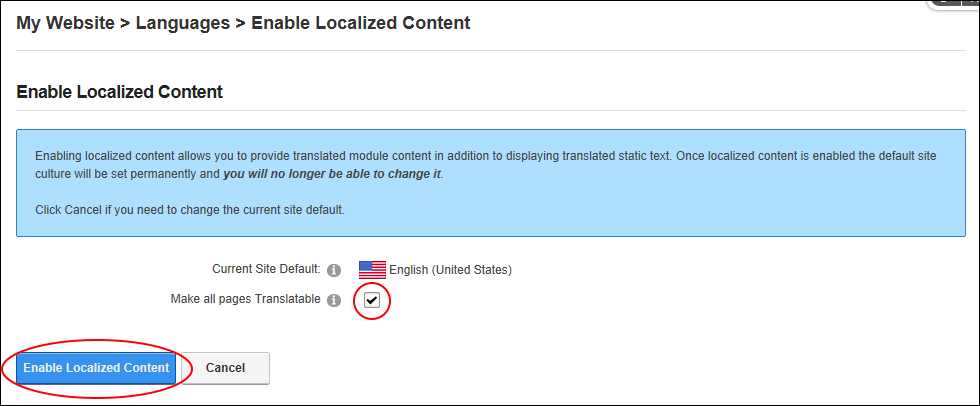 My Website > Languages > Enable Localized Content
Enable Localized Content
Enabling localized content allows you to provide translated module content in addition to displaying translated static text. Once localized content is enabled the default site
culture will be set permanently and you will no longer be able to change it.
Click Cancel if you need to change the current site default.
Current Site Default: English (United States)
Make all pages Translatable
Enable Localized Content Cancel